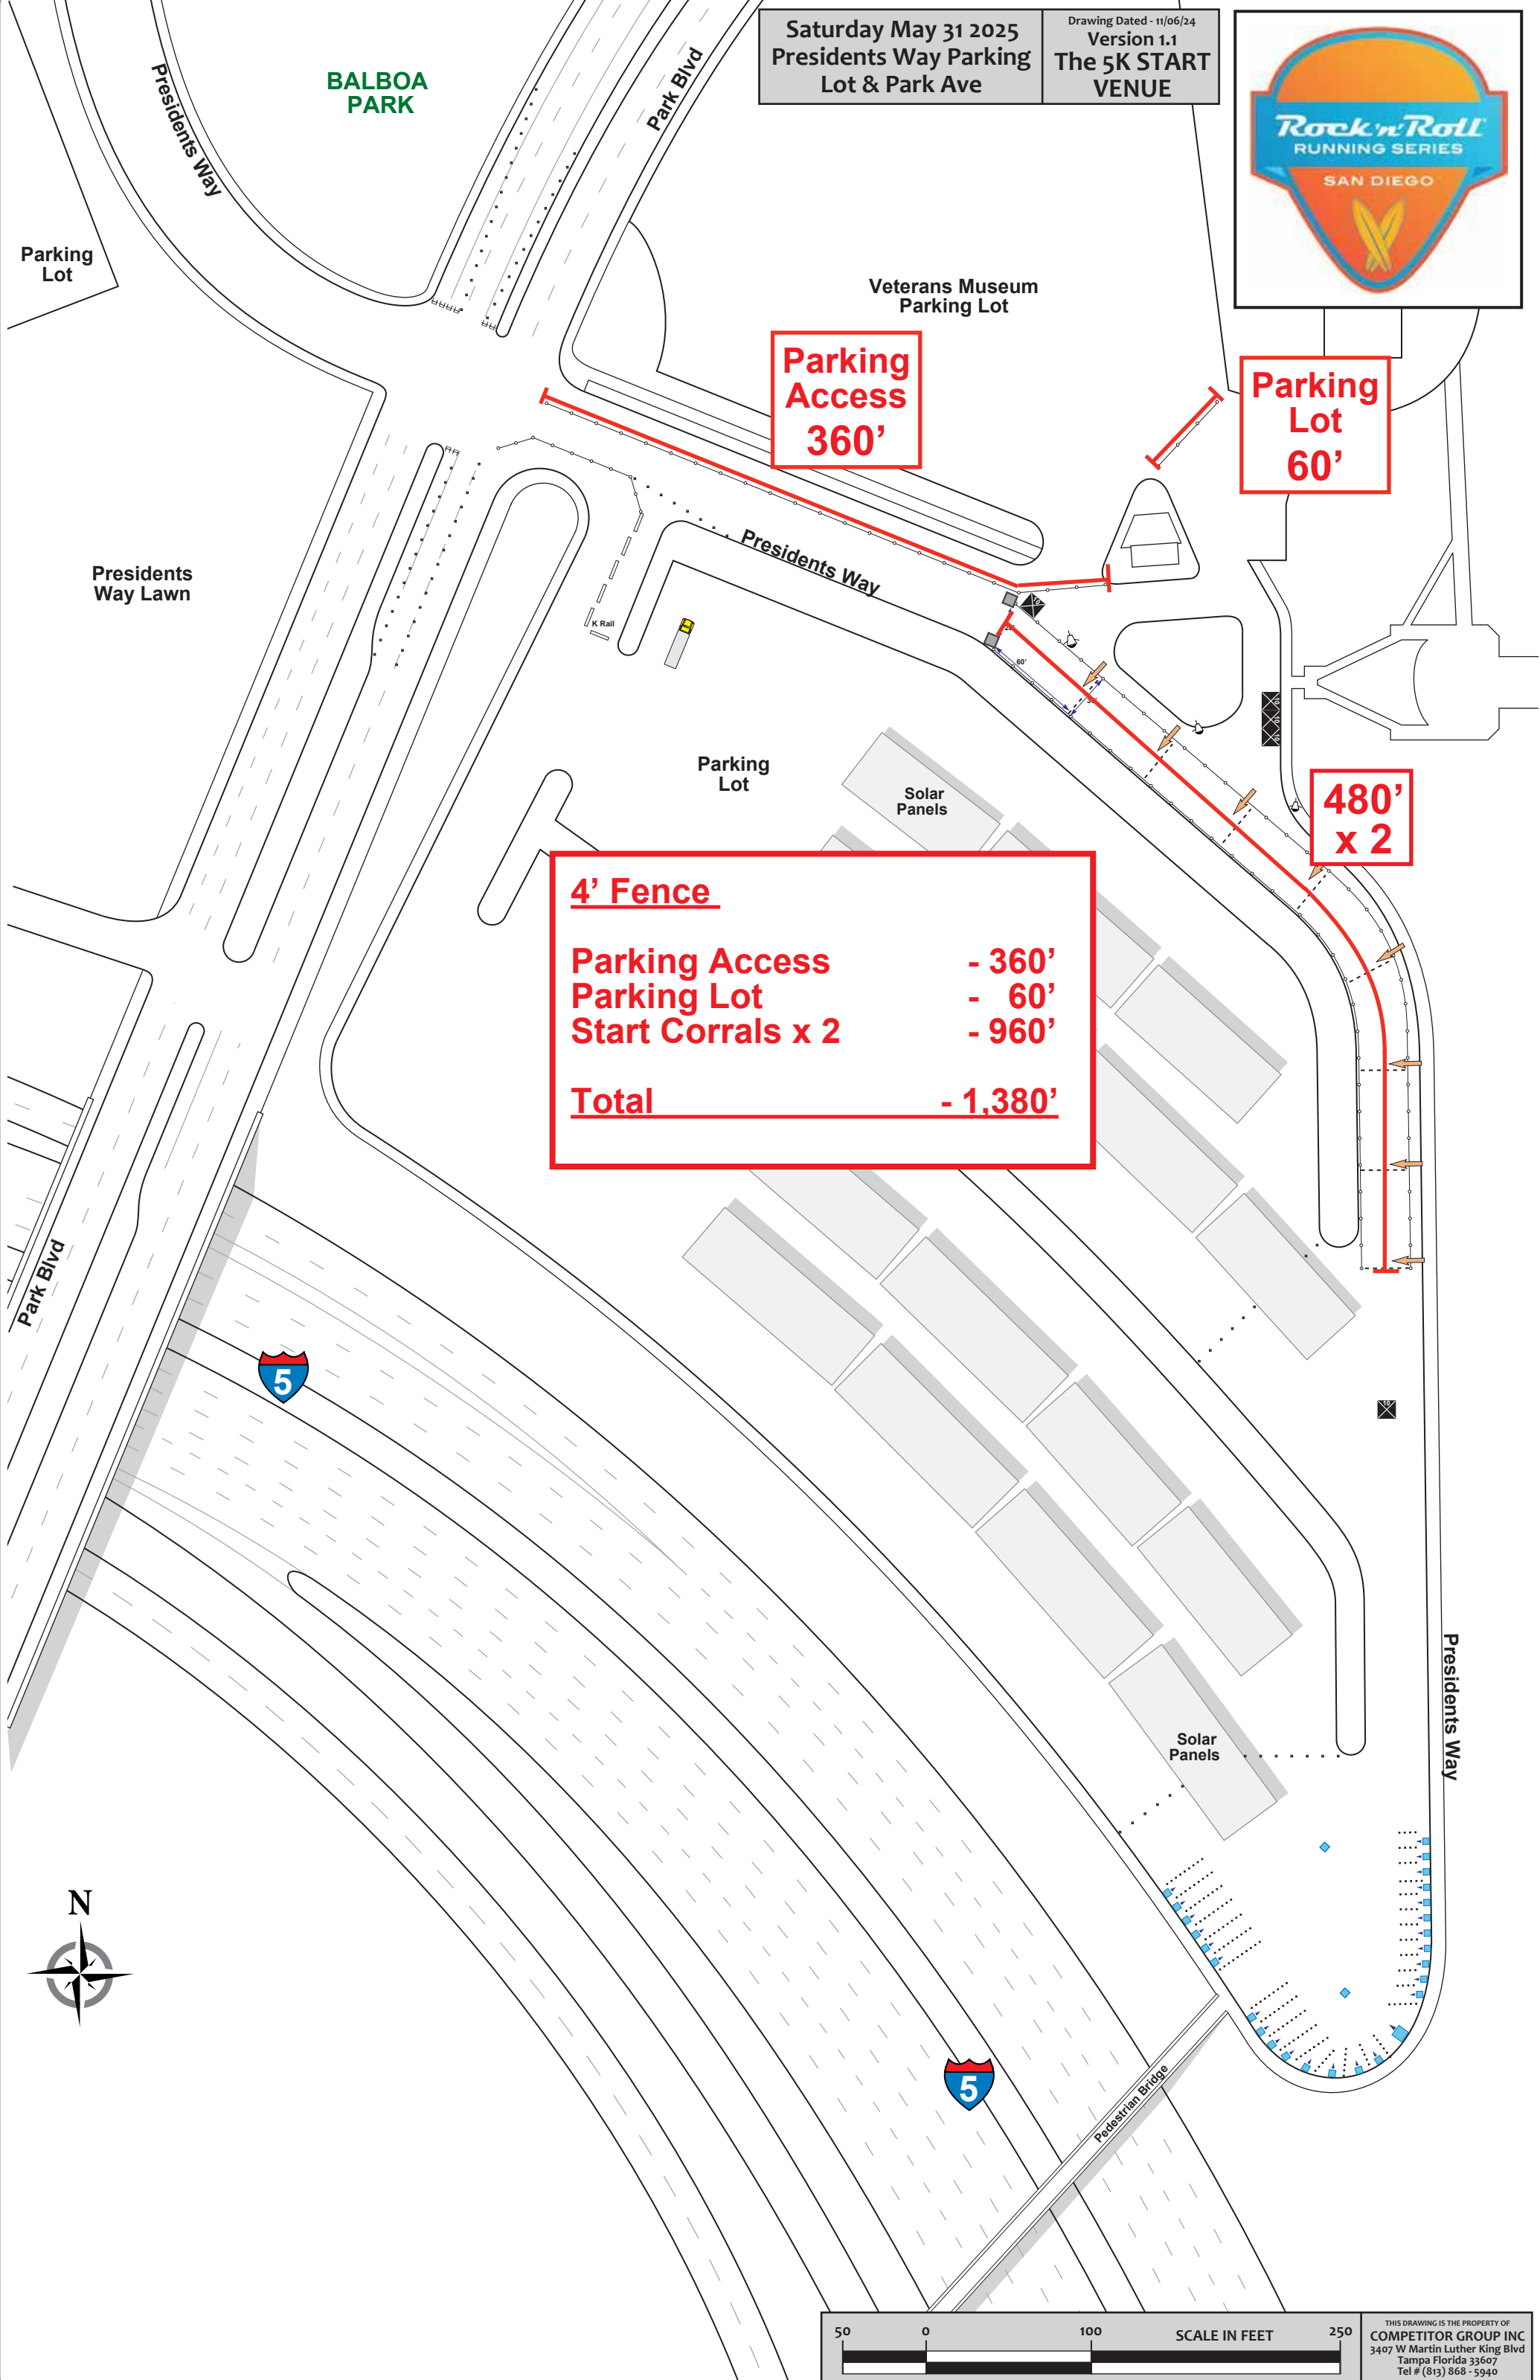 Saturday May 31 2025
Presidents Way Parking
Lot & Park Ave
Drawing Dated - 11/06/24
Version 1.1
The 5K START
VENUE
Rock'n'Roll
RUNNING SERIES
SAN DIEGO
BALBOA
PARK
Presidents Way
Park Blvd
Parking
Lot
Veterans Museum
Parking Lot
Parking
Access
360’
Parking
Lot
60’
Presidents
Way Lawn
Presidents Way
K Rail
60'
Parking
Lot
Solar
Panels
10
10
10
480’
x 2
4’ Fence
Parking Access - 360’
Parking Lot - 60’
Start Corrals x 2 - 960’
Total - 1,380’
Park Blvd
5
10
Presidents Way
Solar
Panels
N
5
Pedestrian Bridge
50 0 100 SCALE IN FEET 250
THIS DRAWING IS THE PROPERTY OF
COMPETITOR GROUP INC
3407 W Martin Luther King Blvd
Tampa Florida 33607
Tel # (813) 868 - 5940